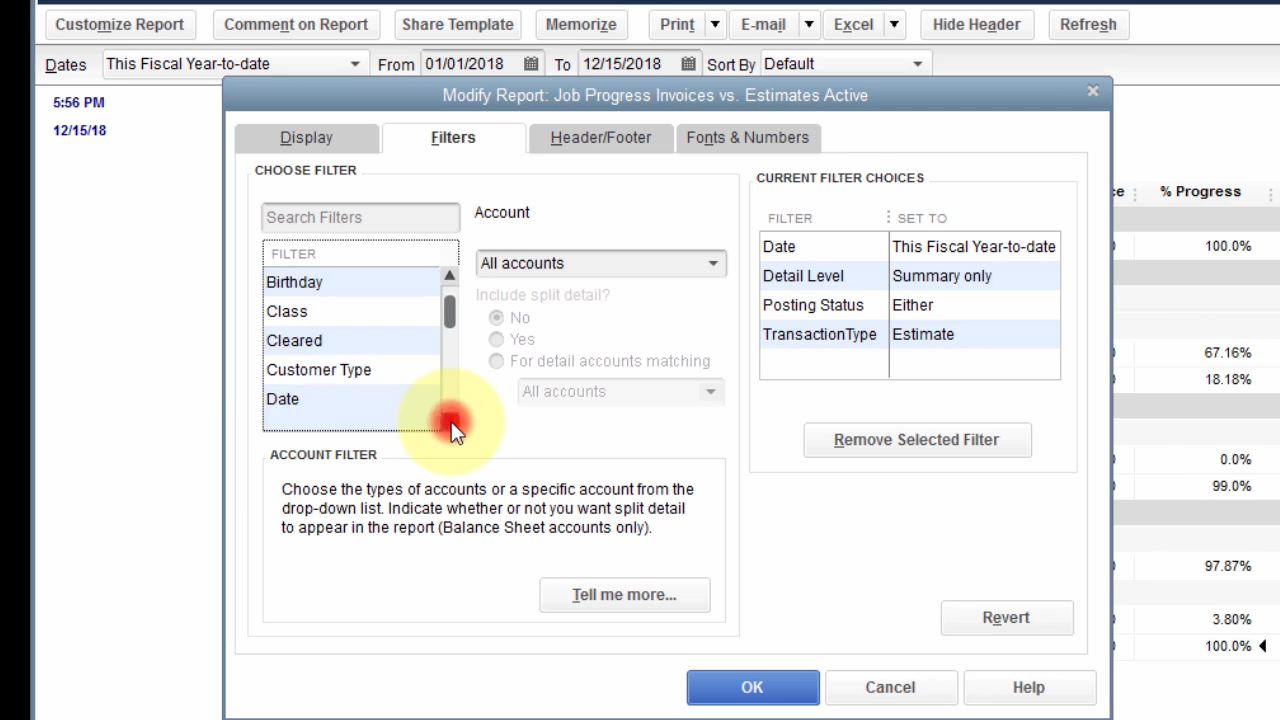 Customize Report Comment on Report Share Template Memorize Print E-mail Excel Hide Header Refresh
Dates This Fiscal Year-to-date From 01/01/2018 To 12/15/2018 Sort By Default
5:56 PM
12/15/18
Modify Report: Job Progress Invoices vs. Estimates Active
Display Filters Header/Footer Fonts & Numbers
CHOOSE FILTER
Search Filters
FILTER
Birthday
Class
Cleared
Customer Type
Date
Account
All accounts
Include split detail?
No
Yes
For detail accounts matching
All accounts
ACCOUNT FILTER
Choose the types of accounts or a specific account from the
drop-down list. Indicate whether or not you want split detail
to appear in the report (Balance Sheet accounts only).
Tell me more...
CURRENT FILTER CHOICES
FILTER SET TO
Date This Fiscal Year-to-date
Detail Level Summary only
Posting Status Either
TransactionType Estimate
Remove Selected Filter
Revert
OK Cancel Help
% Progress
100.0%
67.16%
18.18%
0.0%
99.0%
97.87%
3.80%
100.0%